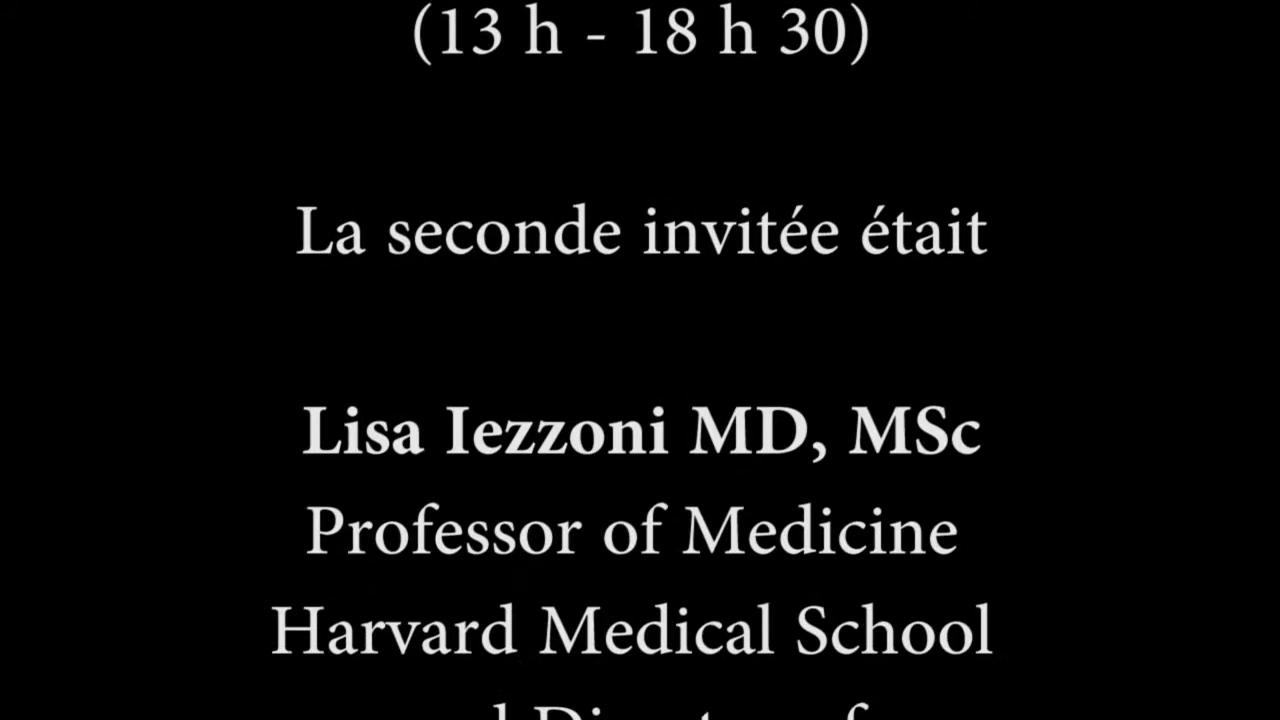 (13 h - 18 h 30)
La seconde invitée était
Lisa Iezzoni MD, MSc
Professor of Medicine
Harvard Medical School